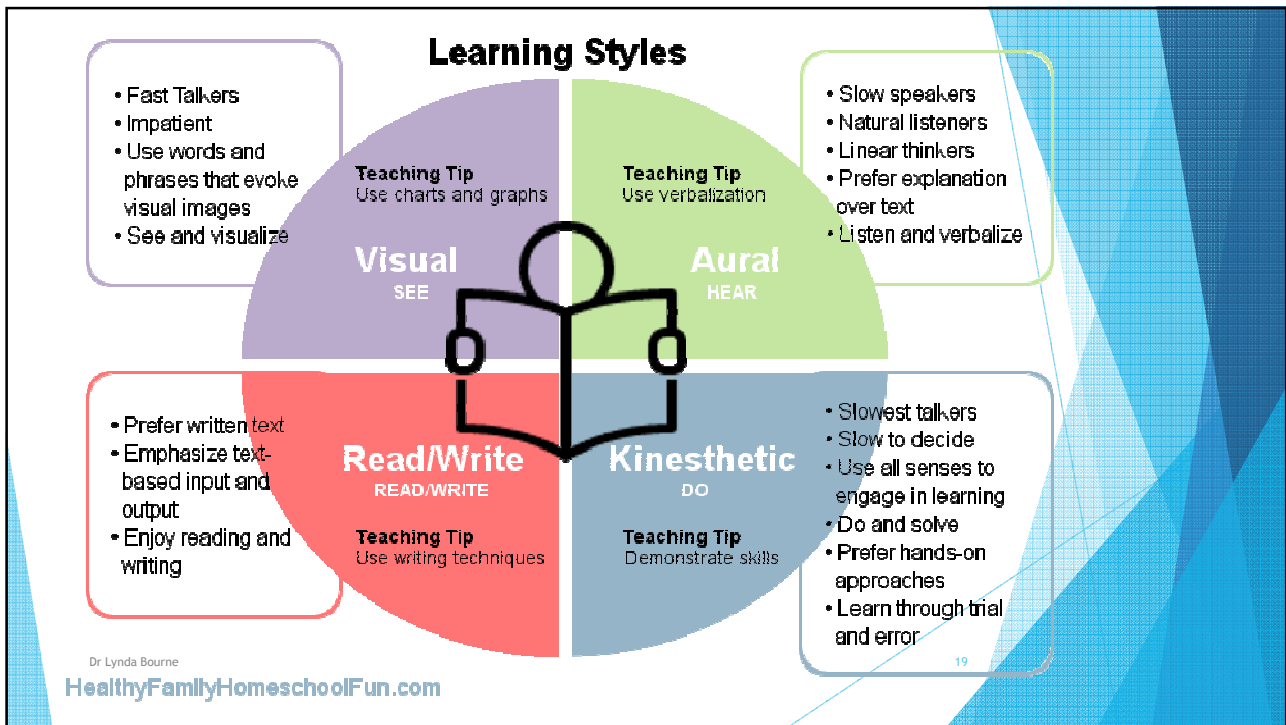 Learning Styles
• Fast Talkers
• Impatient
• Use words and
phrases that evoke
visual images
• See and visualize
Teaching Tip
Use charts and graphs
Visual
SEE
Teaching Tip
Use verbalization
Aural
HEAR
• Slow speakers
• Natural listeners
• Linear thinkers
• Prefer explanation
over text
• Listen and verbalize
• Prefer written text
• Emphasize text-
based input and
output
• Enjoy reading and
writing
Read/Write
READ/WRITE
Teaching Tip
Use writing techniques
Kinesthetic
DO
Teaching Tip
Demonstrate skills
• Slowest talkers
• Slow to decide
• Use all senses to
engage in learning
• Do and solve
• Prefer hands-on
approaches
• Learn through trial
and error
Dr Lynda Bourne
19
HealthyFamilyHomeschoolFun.com